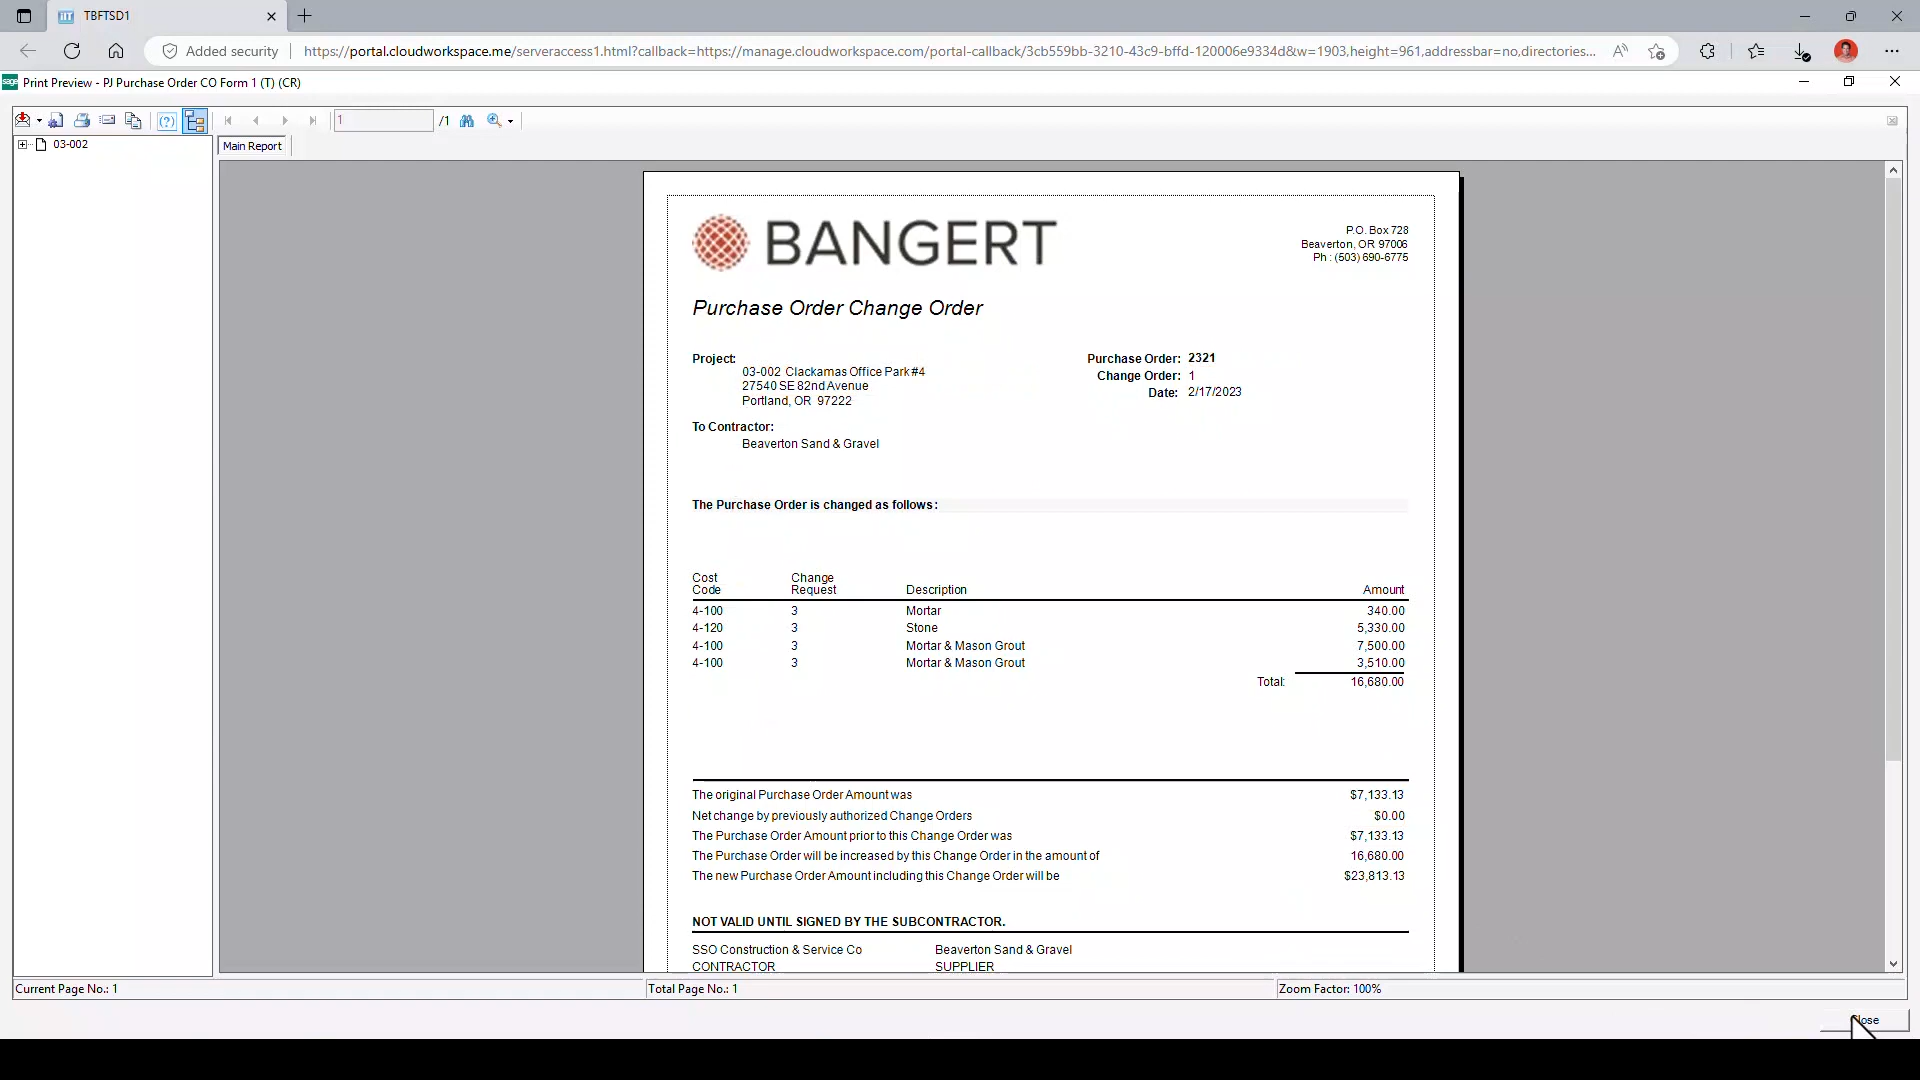 TBFTSD1
Added security
https://portal.cloudworkspace.me/serveraccess1.html?callback=https://manage.cloudworkspace.com/portal-callback/3cb559bb-3210-43c9-bffd-120006e9334d&w=1903,height=961,addressbar=no,directories...
sage Print Preview - PJ Purchase Order CO Form 1 (T) (CR)
1 /1
03-002
Main Report
BANGERT
P.O. Box 728
Beaverton, OR 97006
Ph : (503) 690-6775
Purchase Order Change Order
Project: Purchase Order: 2321
03-002 Clackamas Office Park #4 Change Order: 1
27540 SE 82nd Avenue Date: 2/17/2023
Portland, OR 97222
To Contractor:
Beaverton Sand & Gravel
The Purchase Order is changed as follows:
Cost Change
Code Request Description Amount
4-100 3 Mortar 340.00
4-120 3 Stone 5,330.00
4-100 3 Mortar & Mason Grout 7,500.00
4-100 3 Mortar & Mason Grout 3,510.00
Total: 16,680.00
The original Purchase Order Amount was $7,133.13
Net change by previously authorized Change Orders $0.00
The Purchase Order Amount prior to this Change Order was $7,133.13
The Purchase Order will be increased by this Change Order in the amount of 16,680.00
The new Purchase Order Amount including this Change Order will be $23,813.13
NOT VALID UNTIL SIGNED BY THE SUBCONTRACTOR.
SSO Construction & Service Co Beaverton Sand & Gravel
CONTRACTOR SUPPLIER
Current Page No.: 1 Total Page No.: 1 Zoom Factor: 100%
Close